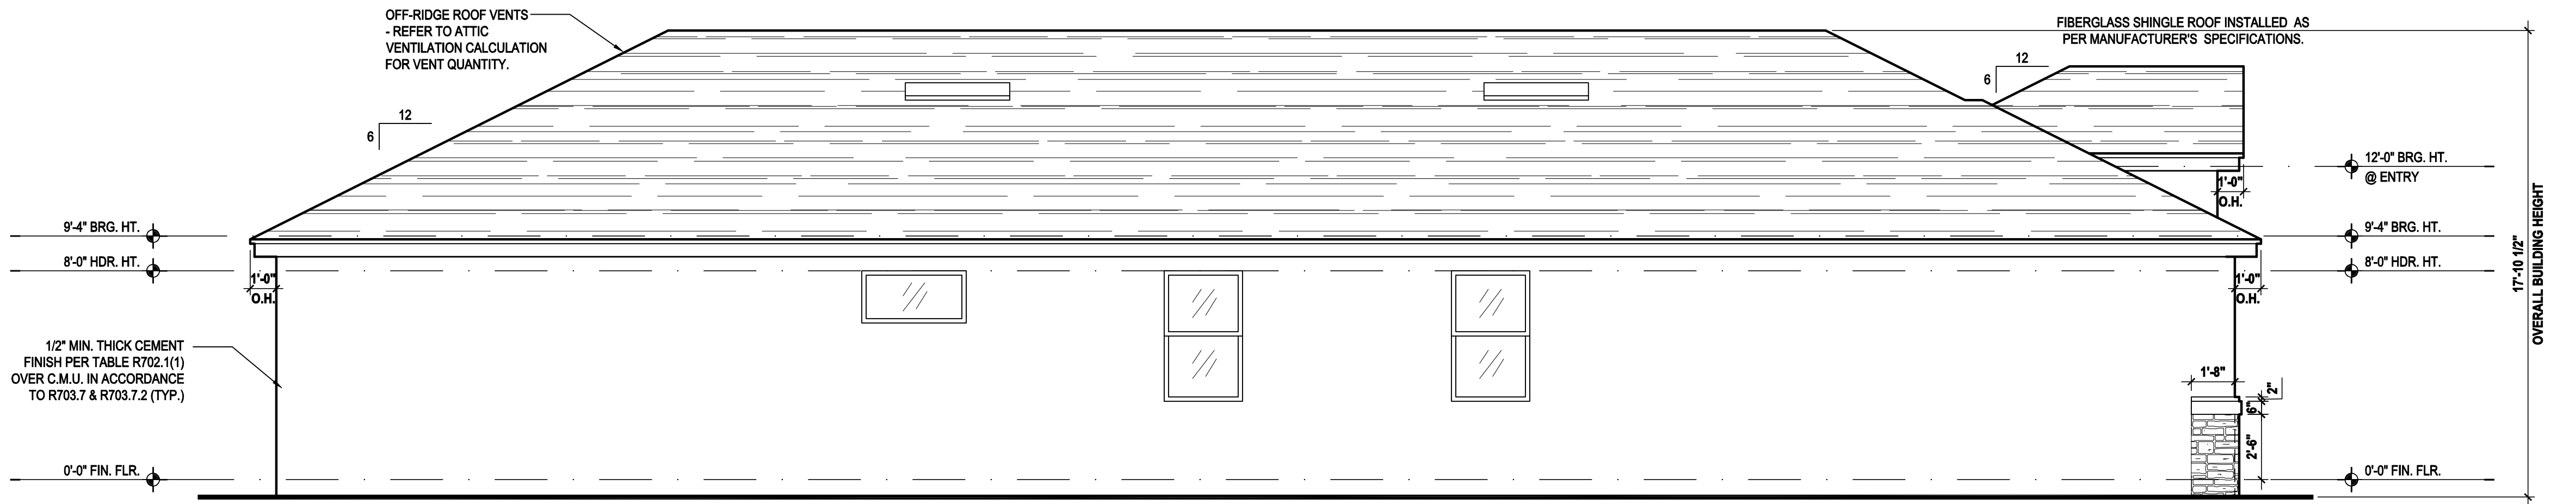 OFF-RIDGE ROOF VENTS
- REFER TO ATTIC
VENTILATION CALCULATION
FOR VENT QUANTITY.
FIBERGLASS SHINGLE ROOF INSTALLED AS
PER MANUFACTURER'S SPECIFICATIONS.
12
6
12
6
12'-0" BRG. HT.
@ ENTRY
1'-0"
O.H.
9'-4" BRG. HT.
9'-4" BRG. HT.
8'-0" HDR. HT.
8'-0" HDR. HT.
1'-0"
O.H.
1'-0"
O.H.
17'-10 1/2"
OVERALL BUILDING HEIGHT
1/2" MIN. THICK CEMENT
FINISH PER TABLE R702.1(1)
OVER C.M.U. IN ACCORDANCE
TO R703.7 & R703.7.2 (TYP.)
1'-8"
2"
6"
2'-6"
0'-0" FIN. FLR.
0'-0" FIN. FLR.